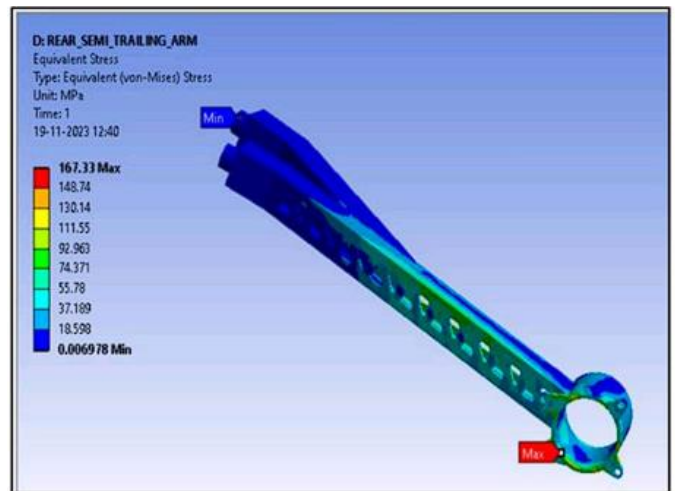 D: REAR_SEMI_TRAILING_ARM
Equivalent Stress
Type: Equivalent (von-Mises) Stress
Unit: MPa
Time: 1
19-11-2023 12:40
167.33 Max
148.74
130.14
111.55
92.963
74.371
55.78
37.189
18.598
0.006978 Min
Min
Max